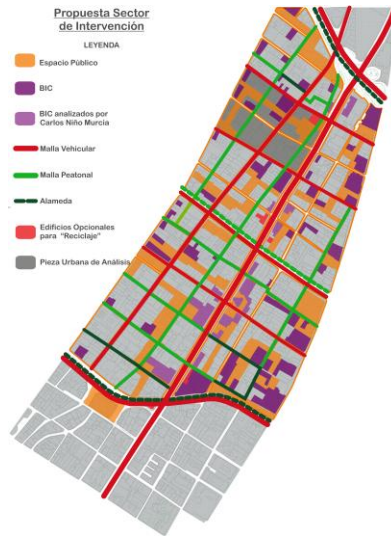 Propuesta Sector
de Intervención
LEYENDA
Espacio Público
BIC
BIC analizados por
Carlos Niño Murcia
Malla Vehicular
Malla Peatonal
Alameda
Edificios Opcionales
para "Reciclaje"
Pieza Urbana de Análisis